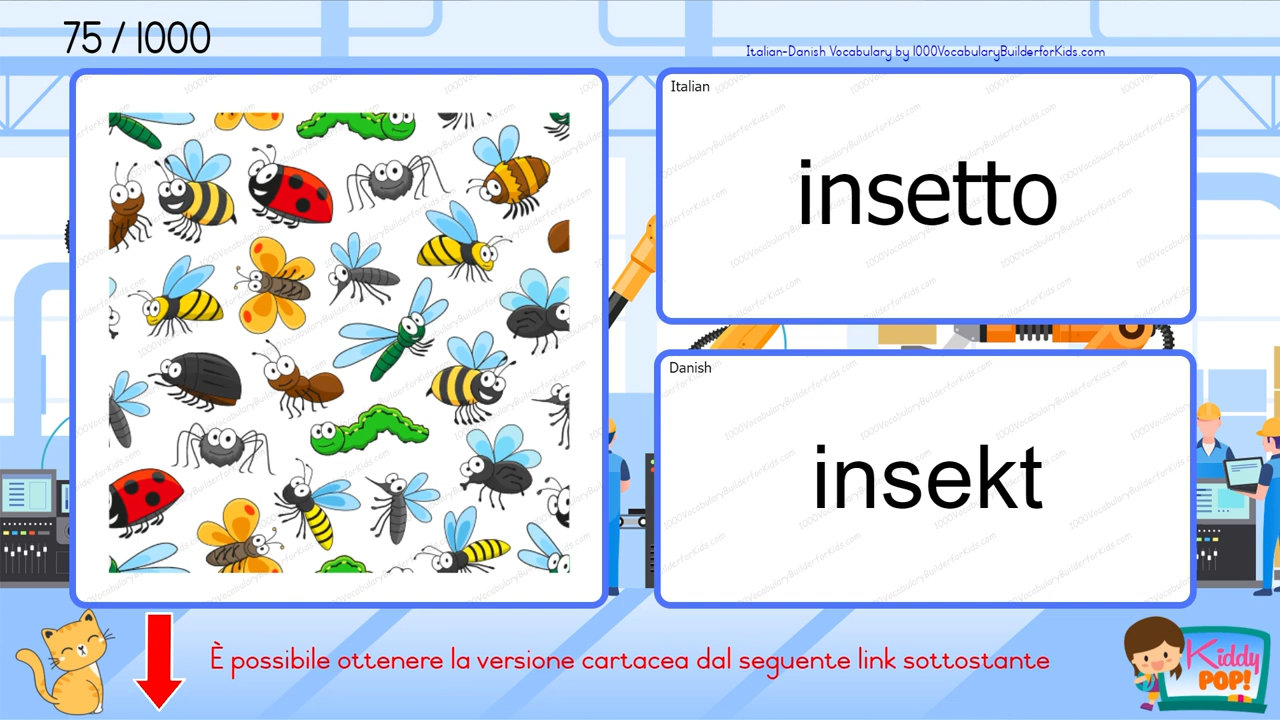 75 / 1000
Italian-Danish Vocabulary by 1000VocabularyBuilderforKids.com
Italian
insetto
Danish
insekt
È possibile ottenere la versione cartacea dal seguente link sottostante
Kiddy
POP!